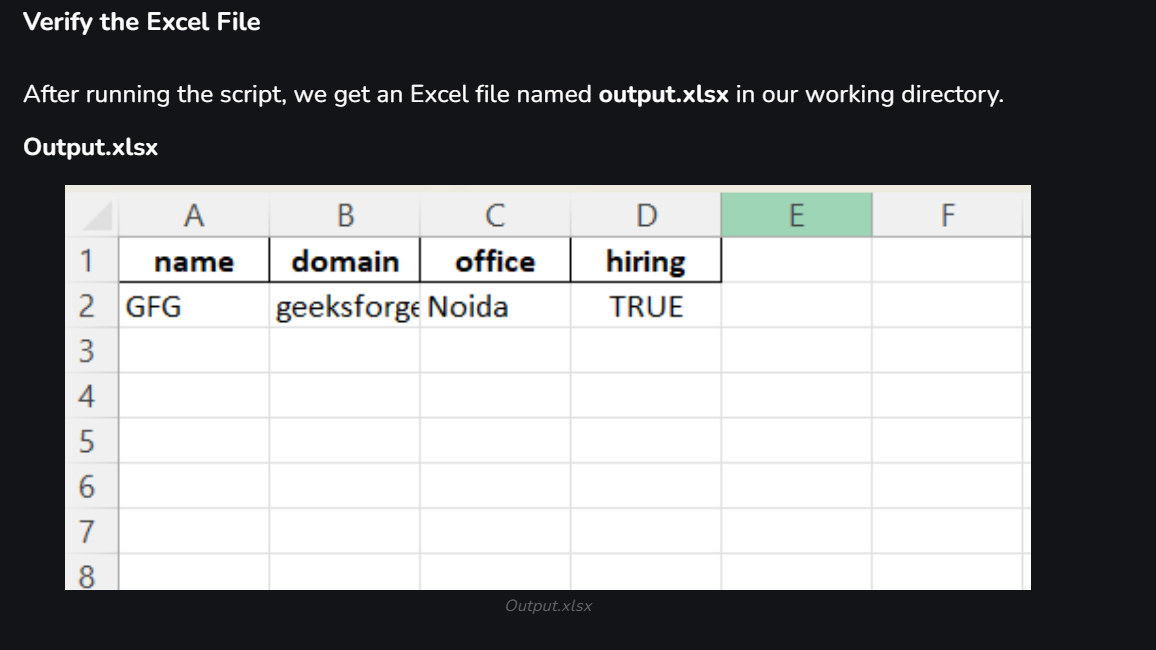 Verify the Excel File
After running the script, we get an Excel file named output.xlsx in our working directory.
Output.xlsx
A B C D E F
1 name domain office hiring
2 GFG geeksforge Noida TRUE
3
4
5
6
7
8
Output.xlsx